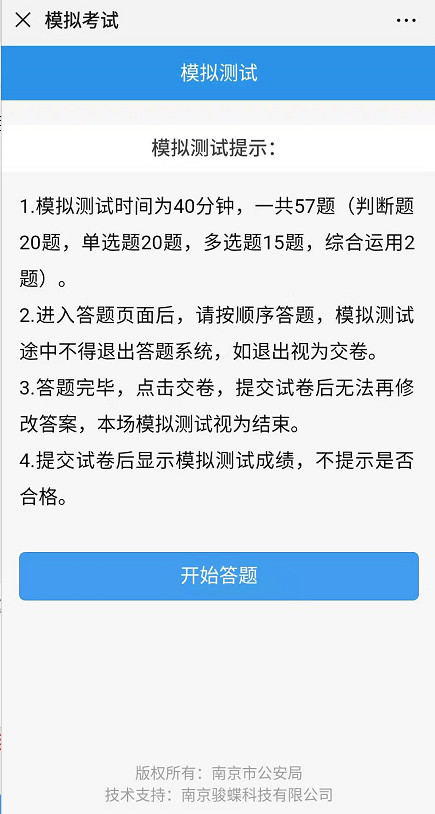 模拟考试
模拟测试
模拟测试提示：
1.模拟测试时间为40分钟，一共57题（判断题
20题，单选题20题，多选题15题，综合运用2
题）。
2.进入答题页面后，请按顺序答题，模拟测试
途中不得退出答题系统，如退出视为交卷。
3.答题完毕，点击交卷，提交试卷后无法再修
改答案，本场模拟测试视为结束。
4.提交试卷后显示模拟测试成绩，不提示是否
合格。
开始答题
版权所有：南京市公安局
技术支持：南京骏蝶科技有限公司